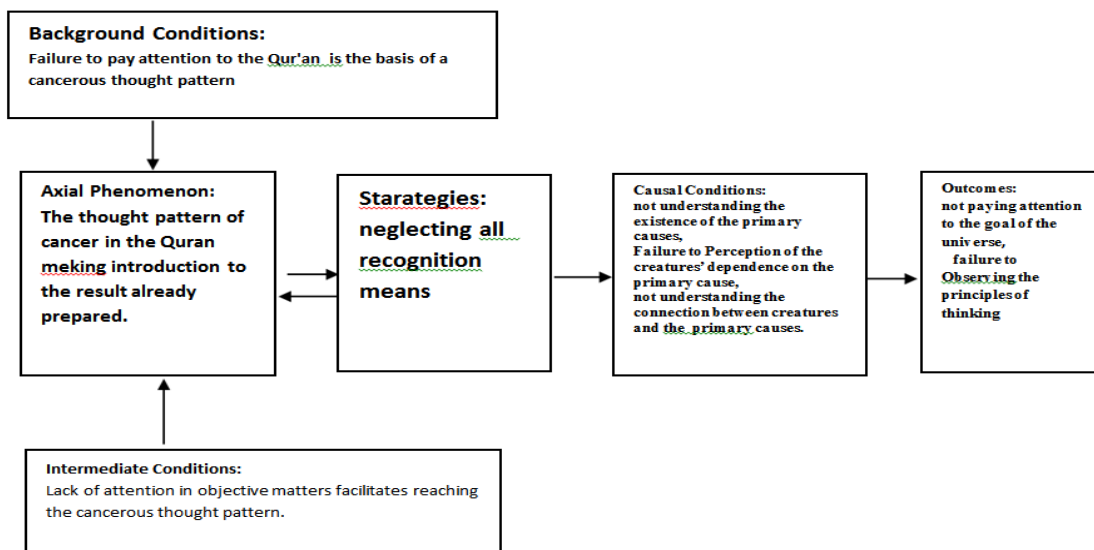 Background Conditions:
Failure to pay attention to the Qur'an is the basis of a
cancerous thought pattern
Axial Phenomenon:
The thought pattern of
cancer in the Quran
meking introduction to
the result already
prepared.
Starategies:
neglecting all
recognition
means
Causal Conditions:
not understanding the
existence of the primary
causes,
Failure to Perception of the
creatures' dependence on the
primary cause,
not understanding the
connection between creatures
and the primary causes.
Outcomes:
not paying attention
to the goal of the
universe,
failure to
Observing the
principles of
thinking
Intermediate Conditions:
Lack of attention in objective matters facilitates reaching
the cancerous thought pattern.